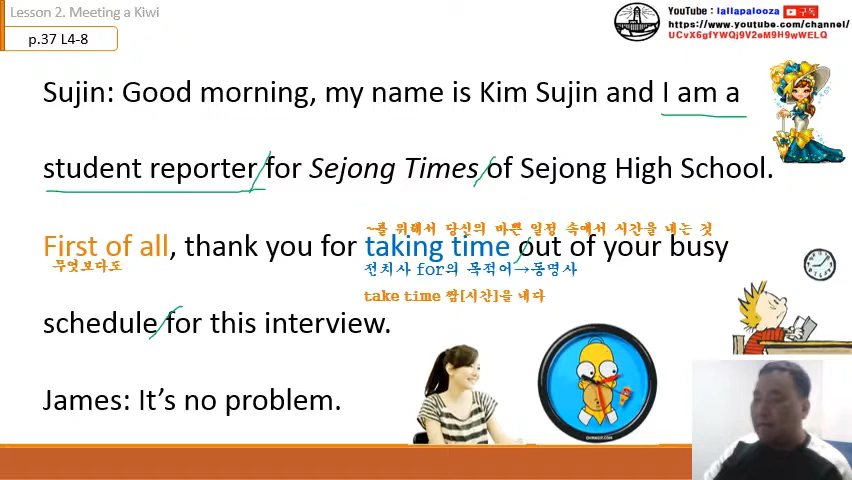 Lesson 2. Meeting a Kiwi
p.37 L4-8
YouTube : lallapalooza 구독
https://www.youtube.com/channel/
UCvX6gfYWQj9V2eM9H9wWELQ
Sujin: Good morning, my name is Kim Sujin and I am a
student reporter for Sejong Times of Sejong High School.
~를 위해서 당신의 바쁜 일정 속에서 시간을 내는 것
First of all, thank you for taking time out of your busy
무엇보다도
전치사 for의 목적어→동명사
take time 짬[시간]을 내다
schedule for this interview.
James: It's no problem.